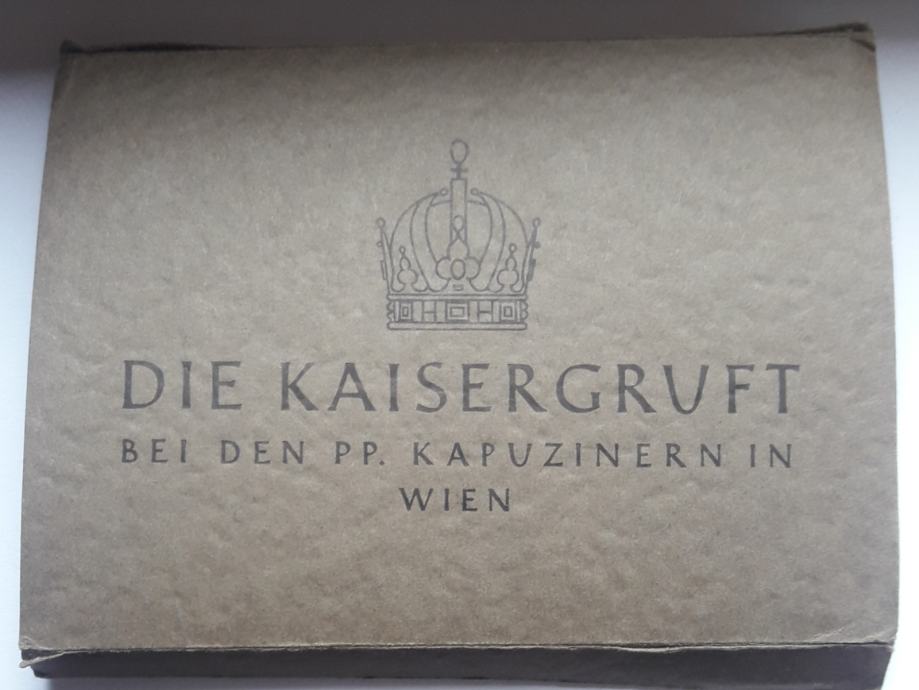 DIE KAISERGRUFT
BEI DEN PP. KAPUZINERN IN
WIEN